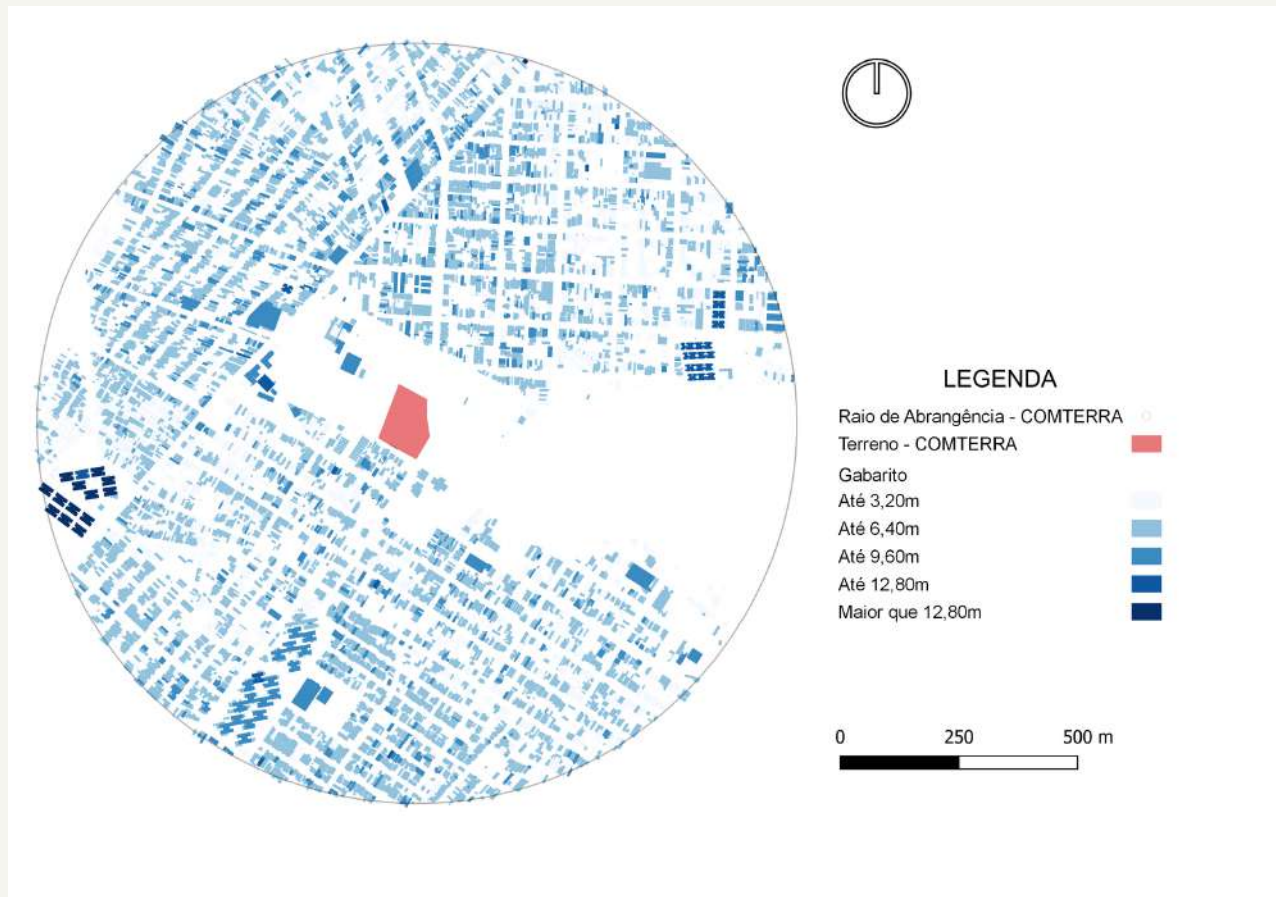 LEGENDA
Raio de Abrangência - COMTERRA
Terreno - COMTERRA
Gabarito
Até 3,20m
Até 6,40m
Até 9,60m
Até 12,80m
Maior que 12,80m
0 250 500 m